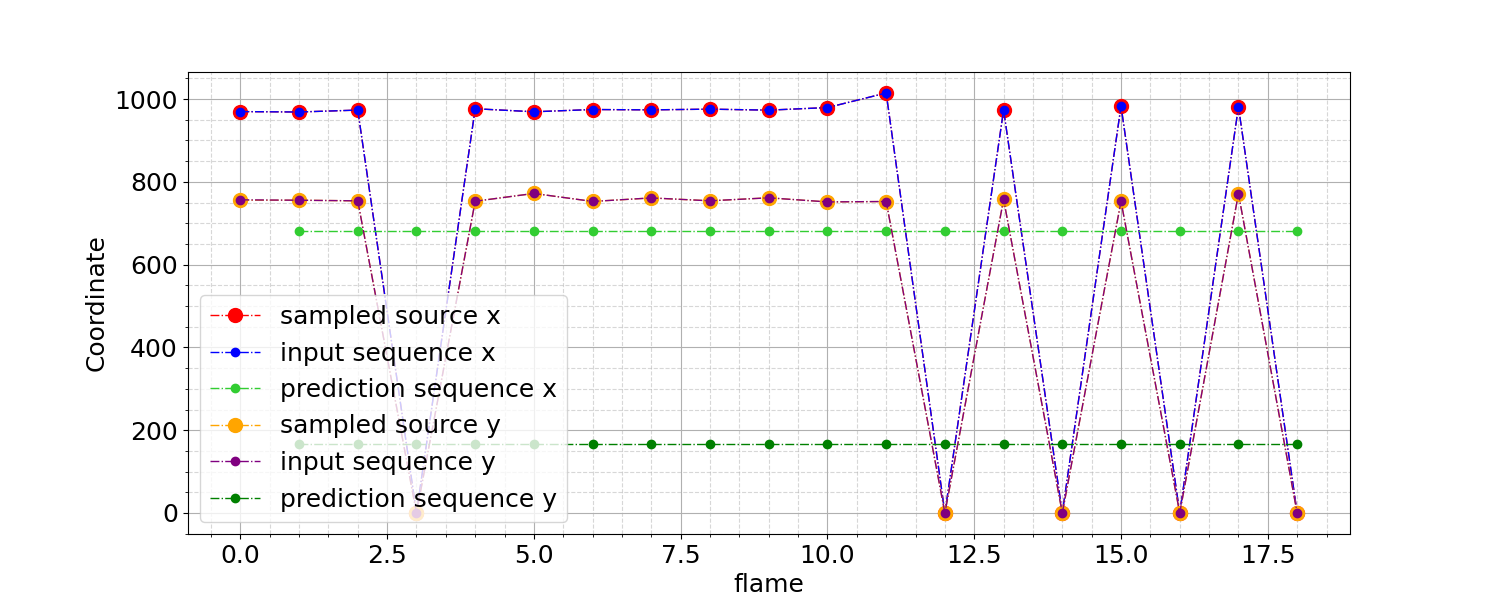 1000
800
600
400
200
0
Coordinate
sampled source x
input sequence x
prediction sequence x
sampled source y
input sequence y
prediction sequence y
0.0 2.5 5.0 7.5 10.0 12.5 15.0 17.5
flame